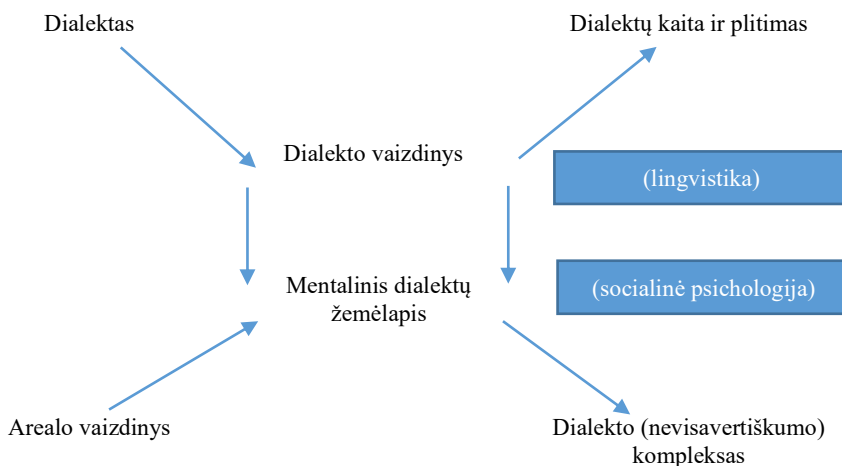 Dialektas
Dialektų kaita ir plitimas
Dialekto vaizdinys
(lingvistika)
Mentalinis dialektų
žemėlapis
(socialinė psichologija)
Arealo vaizdinys
Dialekto (nevisavertiškumo)
kompleksas